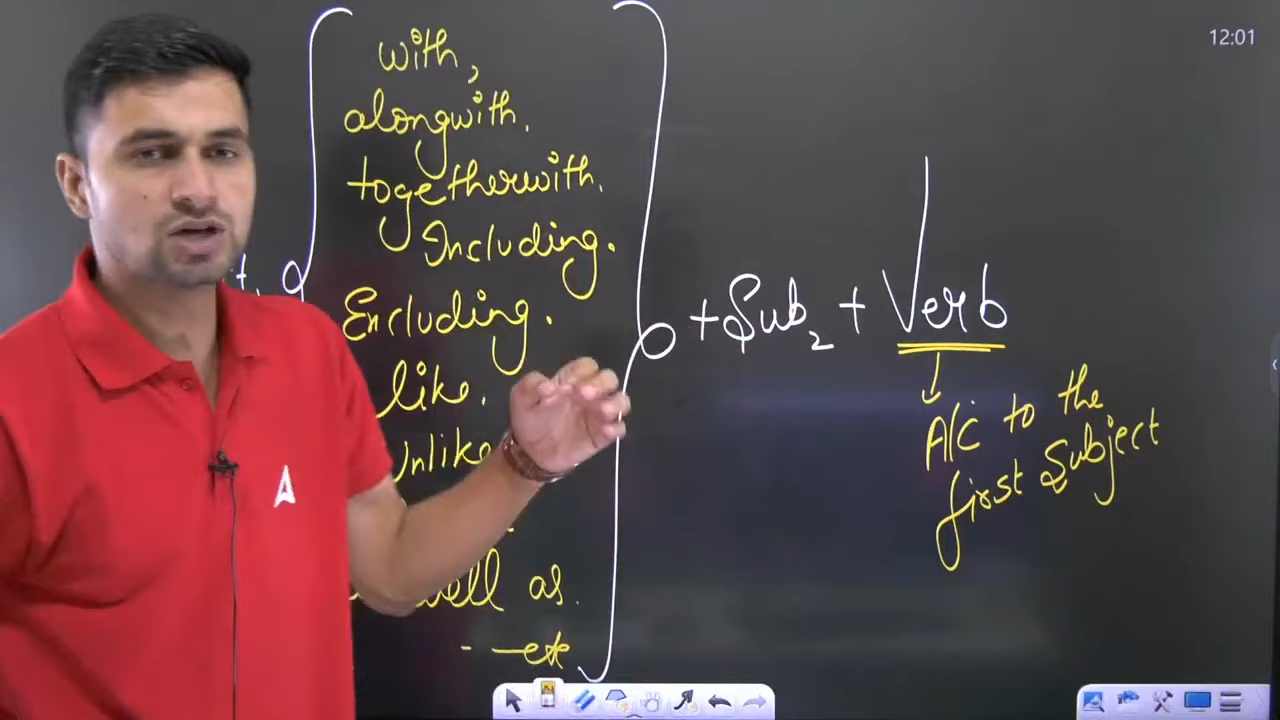 12:01
with,
alongwith.
togetherwith.
Including.
Excluding.
like.
Unlike
+ Sub2 + Verb
A/C to the
first Subject
well as.
- - etc